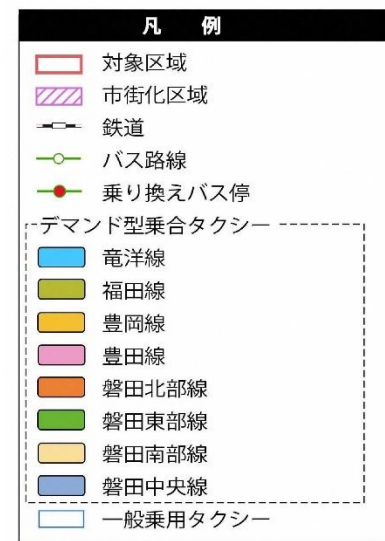 凡 例
対象区域
市街化区域
鉄道
バス路線
乗り換えバス停
デマンド型乗合タクシー
竜洋線
福田線
豊岡線
豊田線
磐田北部線
磐田東部線
磐田南部線
磐田中央線
一般乗用タクシー